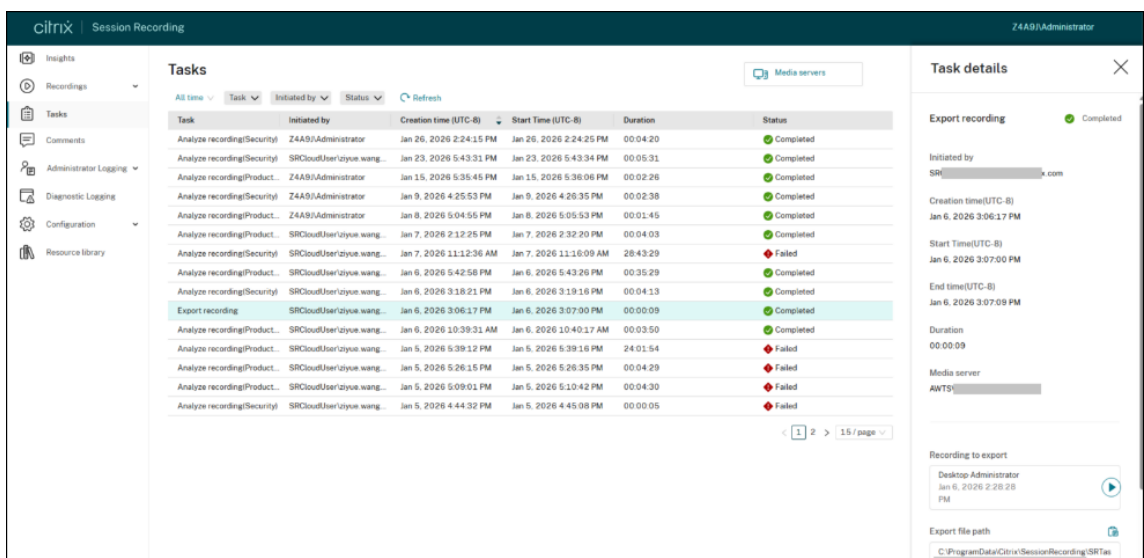 citrix | Session Recording
Z4A9J\Administrator
Insights
Recordings
Tasks
Comments
Administrator Logging
Diagnostic Logging
Configuration
Resource library
Tasks
Media servers
All time Task Initiated by Status Refresh
Task Initiated by Creation time (UTC-8) Start Time (UTC-8) Duration Status
Analyze recording(Security) Z4A9J\Administrator Jan 26, 2026 2:24:15 PM Jan 26, 2026 2:24:25 PM 00:04:20 Completed
Analyze recording(Security) SRCloudUser\ziyue.wang... Jan 23, 2026 5:43:31 PM Jan 23, 2026 5:43:34 PM 00:05:31 Completed
Analyze recording(Product... Z4A9J\Administrator Jan 15, 2026 5:35:45 PM Jan 15, 2026 5:36:06 PM 00:02:26 Completed
Analyze recording(Security) Z4A9J\Administrator Jan 9, 2026 4:25:53 PM Jan 9, 2026 4:26:35 PM 00:02:38 Completed
Analyze recording(Product... Z4A9J\Administrator Jan 8, 2026 5:04:55 PM Jan 8, 2026 5:05:53 PM 00:01:45 Completed
Analyze recording(Product... SRCloudUser\ziyue.wang... Jan 7, 2026 2:12:25 PM Jan 7, 2026 2:32:20 PM 00:04:03 Completed
Analyze recording(Security) SRCloudUser\ziyue.wang... Jan 7, 2026 11:12:36 AM Jan 7, 2026 11:16:09 AM 28:43:29 Failed
Analyze recording(Product... SRCloudUser\ziyue.wang... Jan 6, 2026 5:42:58 PM Jan 6, 2026 5:43:26 PM 00:35:29 Completed
Analyze recording(Security) SRCloudUser\ziyue.wang... Jan 6, 2026 3:18:21 PM Jan 6, 2026 3:19:16 PM 00:04:13 Completed
Export recording SRCloudUser\ziyue.wang... Jan 6, 2026 3:06:17 PM Jan 6, 2026 3:07:00 PM 00:00:09 Completed
Analyze recording(Product... SRCloudUser\ziyue.wang... Jan 6, 2026 10:39:31 AM Jan 6, 2026 10:40:17 AM 00:03:50 Completed
Analyze recording(Product... SRCloudUser\ziyue.wang... Jan 5, 2026 5:39:12 PM Jan 5, 2026 5:39:16 PM 24:01:54 Failed
Analyze recording(Product... SRCloudUser\ziyue.wang... Jan 5, 2026 5:26:15 PM Jan 5, 2026 5:26:35 PM 00:04:29 Failed
Analyze recording(Product... SRCloudUser\ziyue.wang... Jan 5, 2026 5:09:01 PM Jan 5, 2026 5:10:42 PM 00:04:30 Failed
Analyze recording(Security) SRCloudUser\ziyue.wang... Jan 5, 2026 4:44:32 PM Jan 5, 2026 4:45:08 PM 00:00:05 Failed
< 1 2 > 15 / page
Task details
Export recording Completed
Initiated by
SR x.com
Creation time(UTC-8)
Jan 6, 2026 3:06:17 PM
Start Time(UTC-8)
Jan 6, 2026 3:07:00 PM
End time(UTC-8)
Jan 6, 2026 3:07:09 PM
Duration
00:00:09
Media server
AWTS\
Recording to export
Desktop Administrator
Jan 6, 2026 2:28:28
PM
Export file path
C:\ProgramData\Citrix\SessionRecording\SRTas